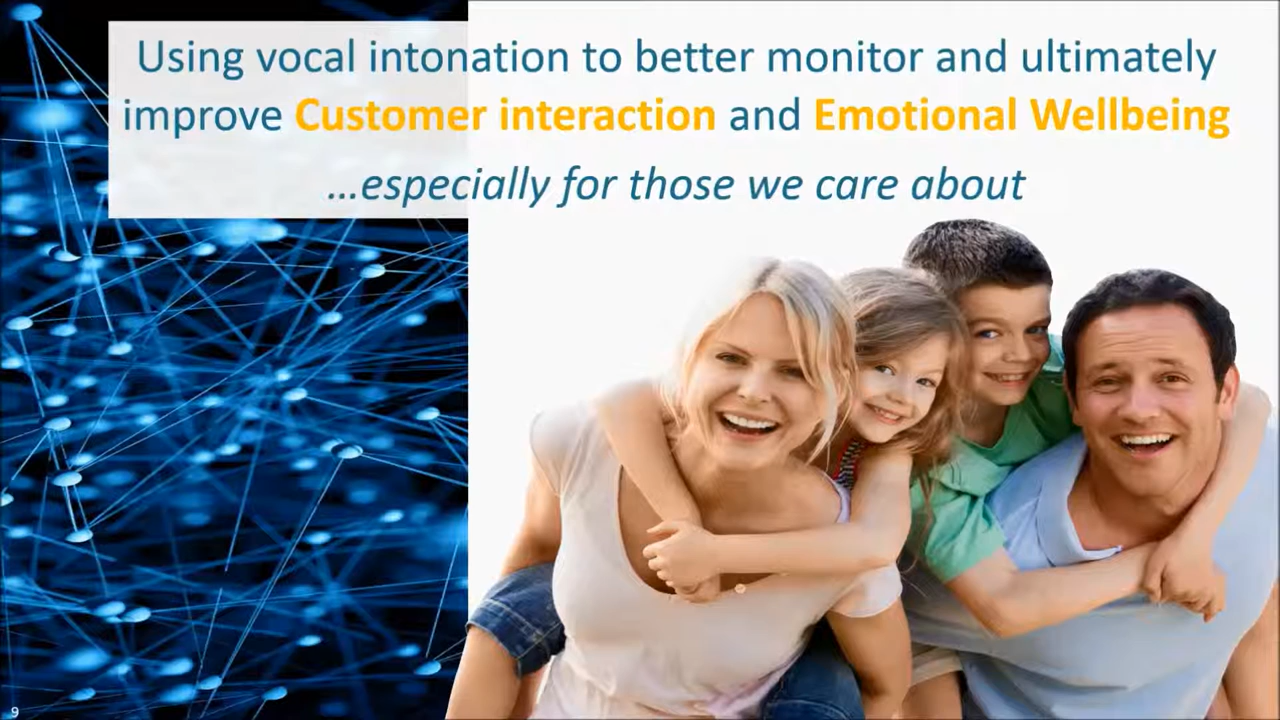 Using vocal intonation to better monitor and ultimately
improve Customer interaction and Emotional Wellbeing
...especially for those we care about
9